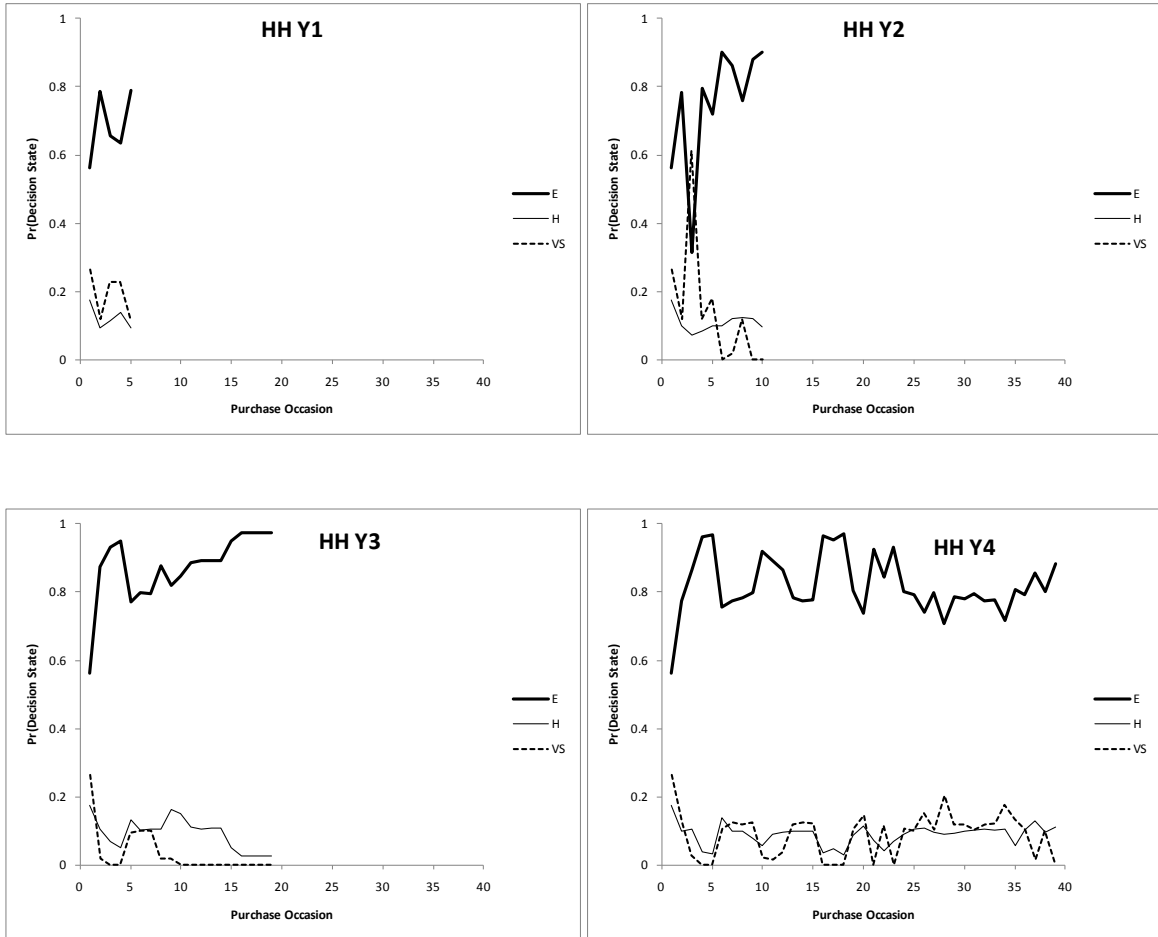 HH Y1
1
0.8
0.6
0.4
0.2
0
Pr(Decision State)
0 5 10 15 20 25 30 35 40
Purchase Occasion
E
H
VS
HH Y2
1
0.8
0.6
0.4
0.2
0
Pr(Decision State)
0 5 10 15 20 25 30 35 40
Purchase Occasion
E
H
VS
HH Y3
1
0.8
0.6
0.4
0.2
0
Pr(Decision State)
0 5 10 15 20 25 30 35 40
Purchase Occasion
E
H
VS
HH Y4
1
0.8
0.6
0.4
0.2
0
Pr(Decision State)
0 5 10 15 20 25 30 35 40
Purchase Occasion
E
H
VS